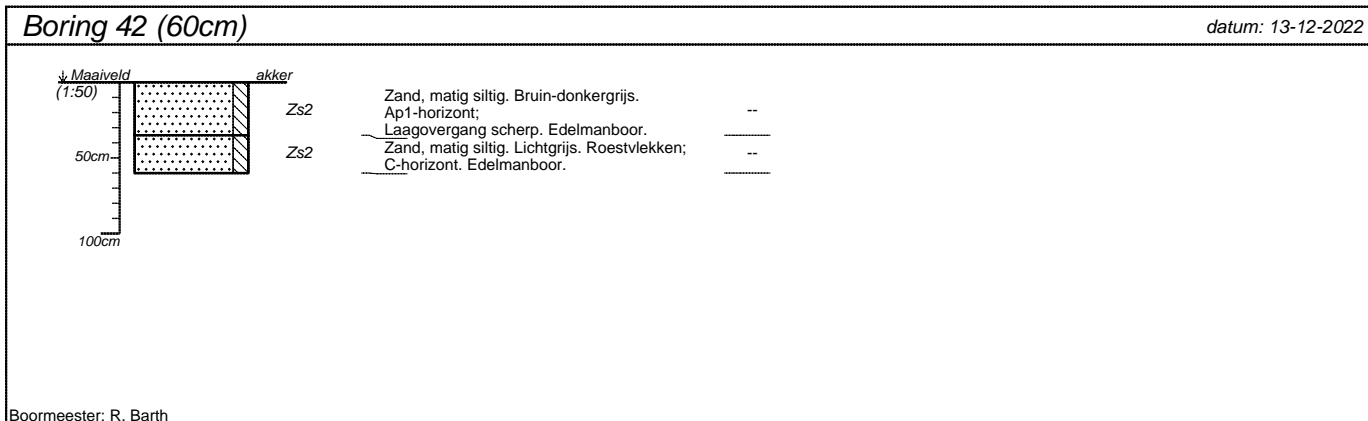 Boring 42 (60cm)
datum: 13-12-2022
Maaiveld
akker
(1:50)
Zs2
Zand, matig siltig. Bruin-donkergrijs.
Ap1-horizont;
--
Laagovergang scherp. Edelmanboor.
50cm
Zs2
Zand, matig siltig. Lichtgrijs. Roestvlekken;
--
C-horizont. Edelmanboor.
100cm
Boormeester: R. Barth